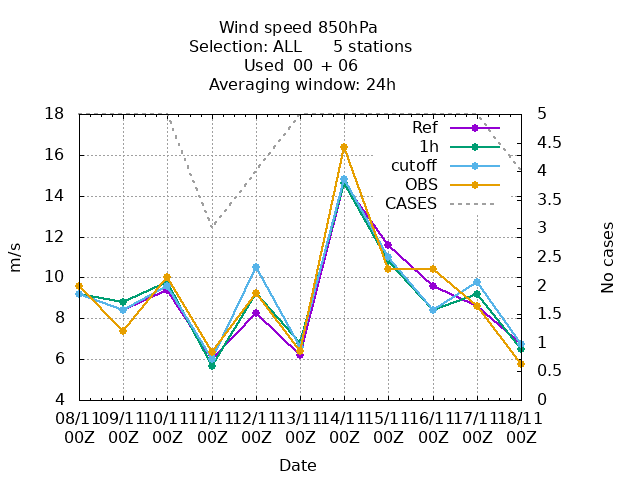 Wind speed 850hPa
Selection: ALL 5 stations
Used 00 + 06
Averaging window: 24h
18
16
14
12
10
8
6
4
m/s
5
4.5
4
3.5
3
2.5
2
1.5
1
0.5
0
No cases
Ref
1h
cutoff
OBS
CASES
08/11 09/11 10/11 11/11 12/11 13/11 14/11 15/11 16/11 17/11 18/11
00Z 00Z 00Z 00Z 00Z 00Z 00Z 00Z 00Z 00Z 00Z
Date